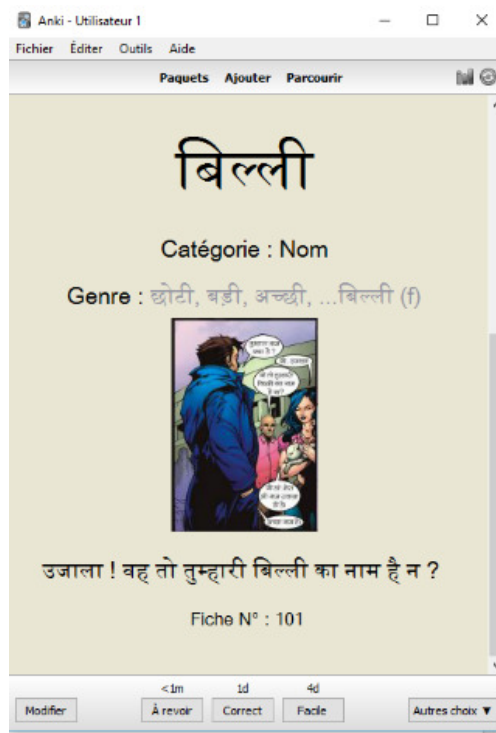 Anki - Utilisateur 1
Fichier Éditer Outils Aide
Paquets Ajouter Parcourir
बिल्ली
Catégorie : Nom
Genre : छोटी, बड़ी, अच्छी, ...बिल्ली (f)
उजाला ! वह तो तुम्हारी बिल्ली का नाम है न ?
Fiche N° : 101
<1m 1d 4d
Modifier À revoir Correct Facile Autres choix ▼